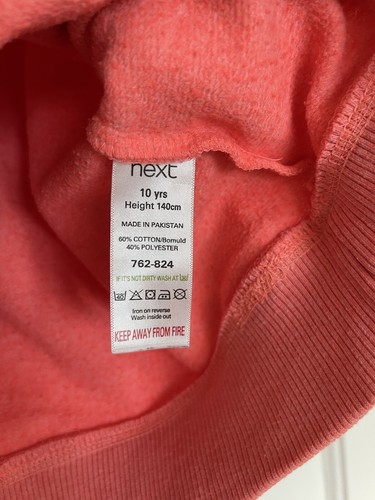 next
10 yrs
Height 140cm
MADE IN PAKISTAN
60% COTTON/Bomuld
40% POLYESTER
762-824
IF IT'S NOT DIRTY WASH AT 30°
40
Iron on reverse
Wash inside out
KEEP AWAY FROM FIRE